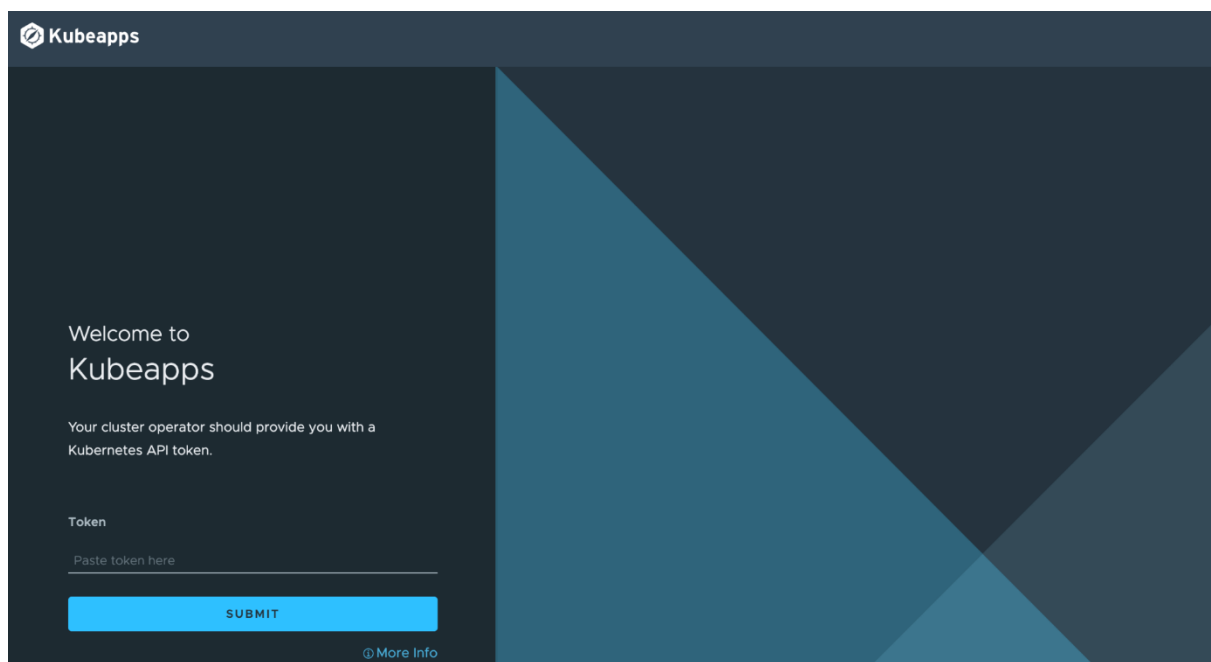 Kubeapps
Welcome to
Kubeapps
Your cluster operator should provide you with a
Kubernetes API token.
Token
Paste token here
SUBMIT
More Info